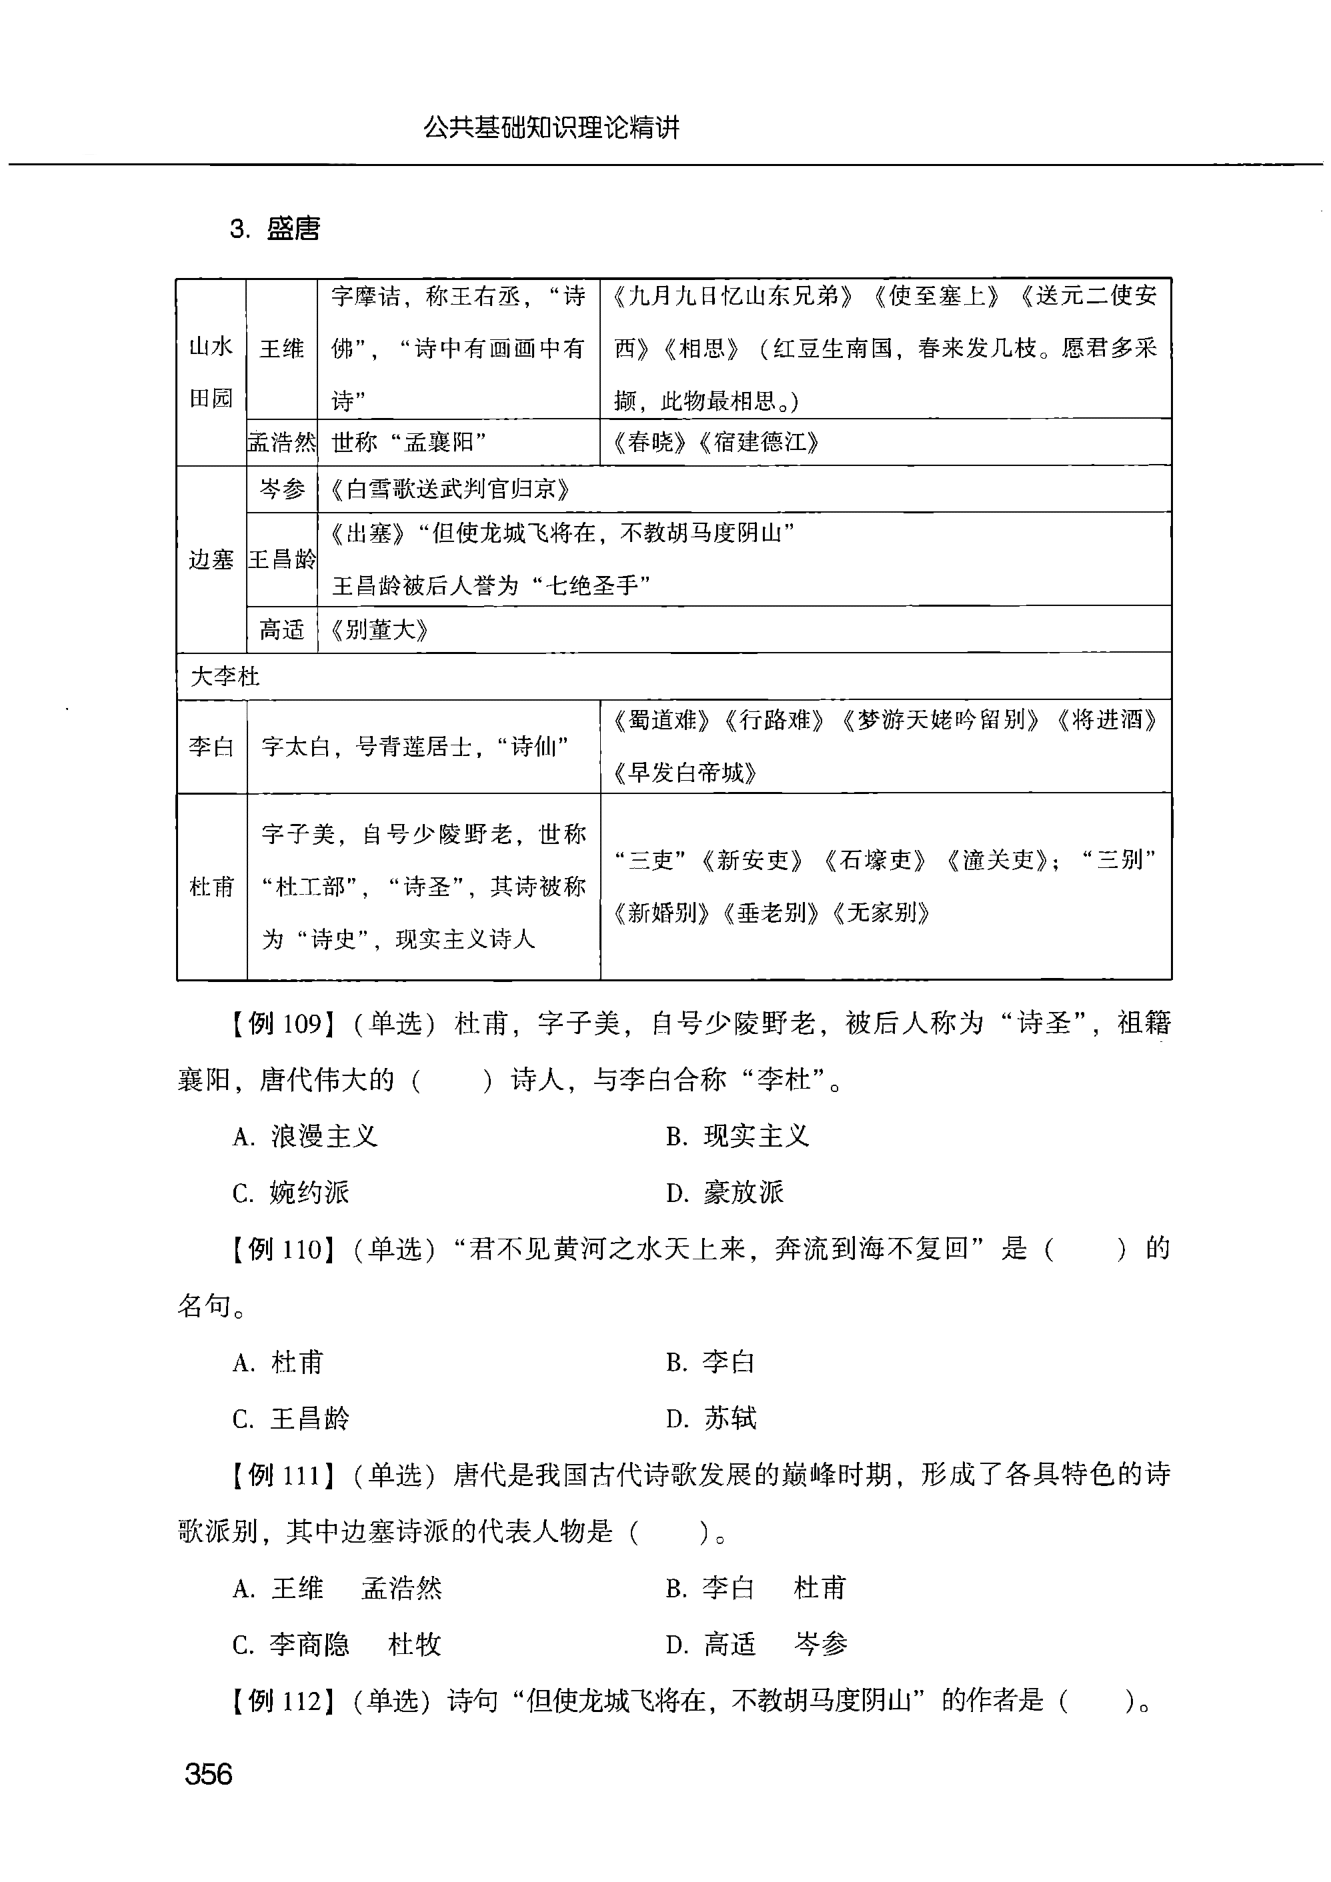 公共基础知识理论精讲
3. 盛唐
山水
田园
王维
字摩诘，称王右丞，“诗
佛”，“诗中有画画中有
诗”
《九月九日忆山东兄弟》《使至塞上》《送元二使安
西》《相思》（红豆生南国，春来发几枝。愿君多采
撷，此物最相思。）
孟浩然
世称“孟襄阳”
《春晓》《宿建德江》
边塞
岑参
《白雪歌送武判官归京》
王昌龄
《出塞》“但使龙城飞将在，不教胡马度阴山”
王昌龄被后人誉为“七绝圣手”
高适
《别董大》
大李杜
李白
字太白，号青莲居士，“诗仙”
《蜀道难》《行路难》《梦游天姥吟留别》《将进酒》
《早发白帝城》
杜甫
字子美，自号少陵野老，世称
“杜工部”，“诗圣”，其诗被称
为“诗史”，现实主义诗人
“三吏”《新安吏》《石壕吏》《潼关吏》；“三别”
《新婚别》《垂老别》《无家别》
【例 109】（单选）杜甫，字子美，自号少陵野老，被后人称为“诗圣”，祖籍
襄阳，唐代伟大的（　　）诗人，与李白合称“李杜”。
A. 浪漫主义　B. 现实主义
C. 婉约派　D. 豪放派
【例 110】（单选）“君不见黄河之水天上来，奔流到海不复回”是（　　）的
名句。
A. 杜甫　B. 李白
C. 王昌龄　D. 苏轼
【例 111】（单选）唐代是我国古代诗歌发展的巅峰时期，形成了各具特色的诗
歌派别，其中边塞诗派的代表人物是（　　）。
A. 王维　孟浩然　B. 李白　杜甫
C. 李商隐　杜牧　D. 高适　岑参
【例 112】（单选）诗句“但使龙城飞将在，不教胡马度阴山”的作者是（　　）。
356